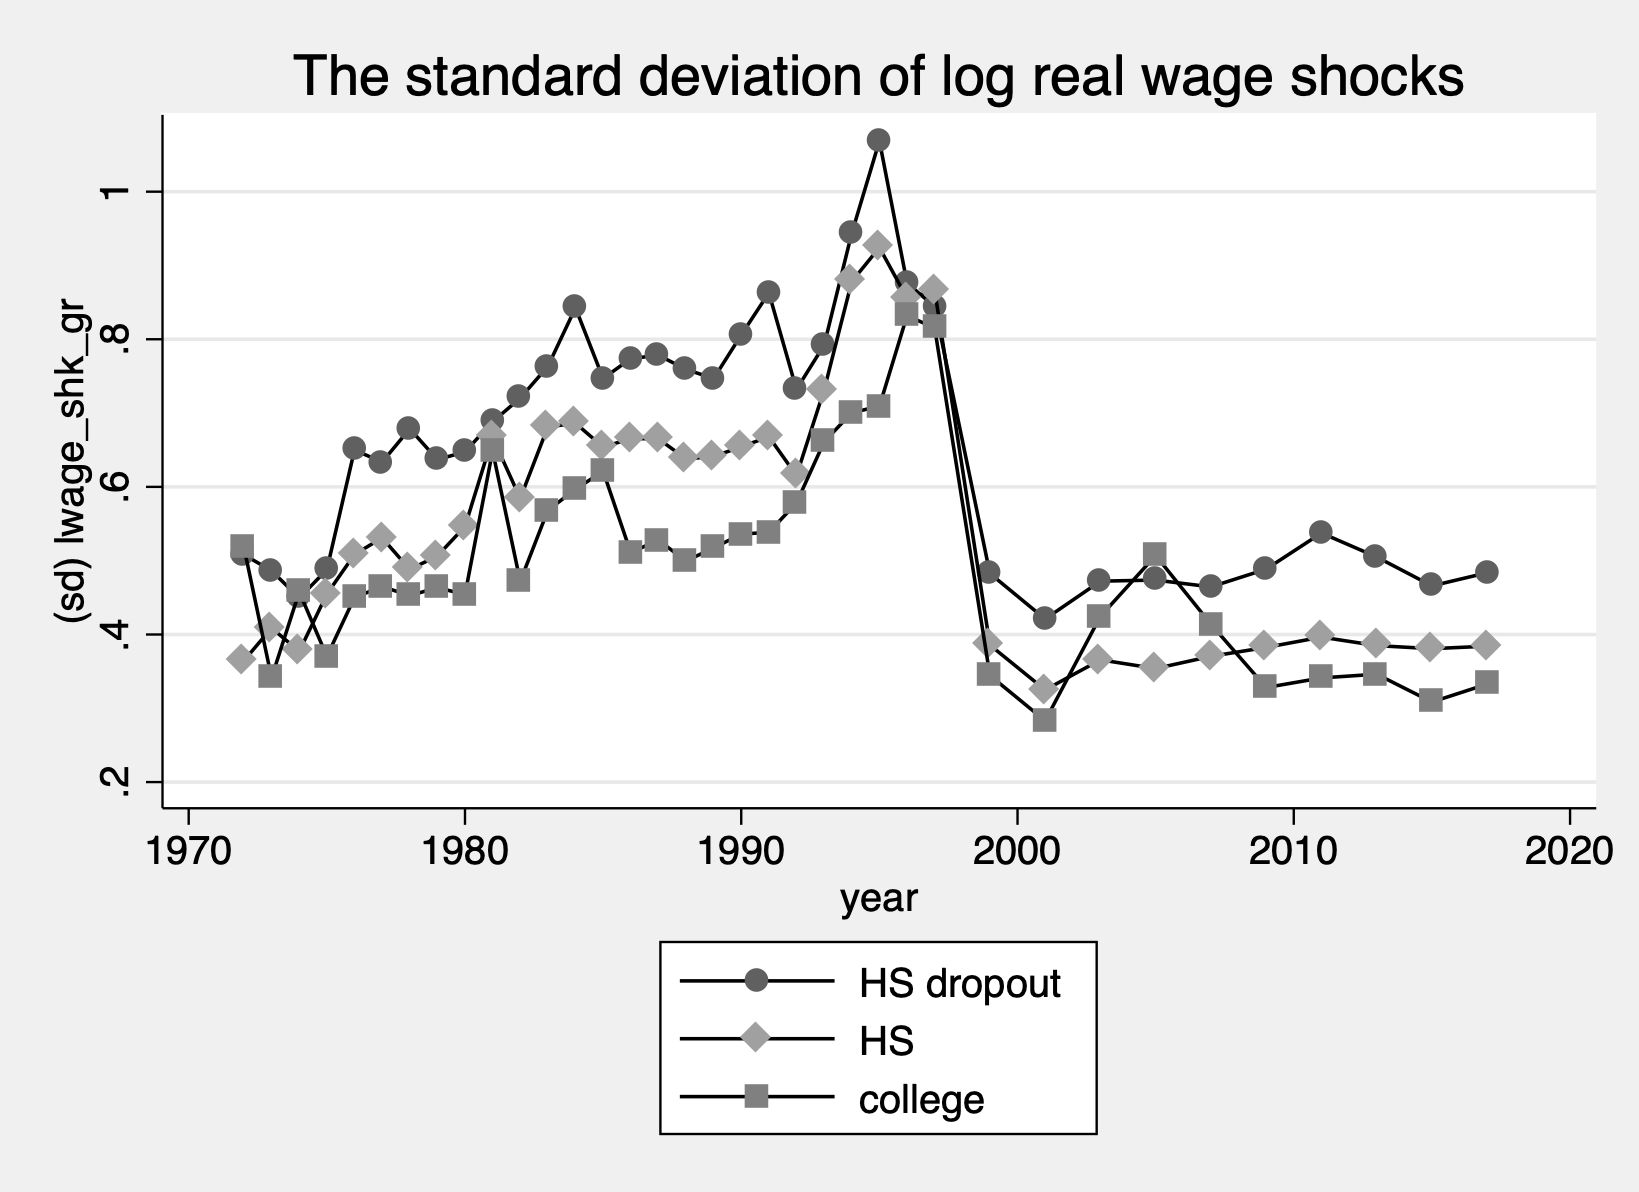 The standard deviation of log real wage shocks
(sd) lwage_shk_gr
1
.8
.6
.4
.2
1970 1980 1990 2000 2010 2020
year
HS dropout
HS
college